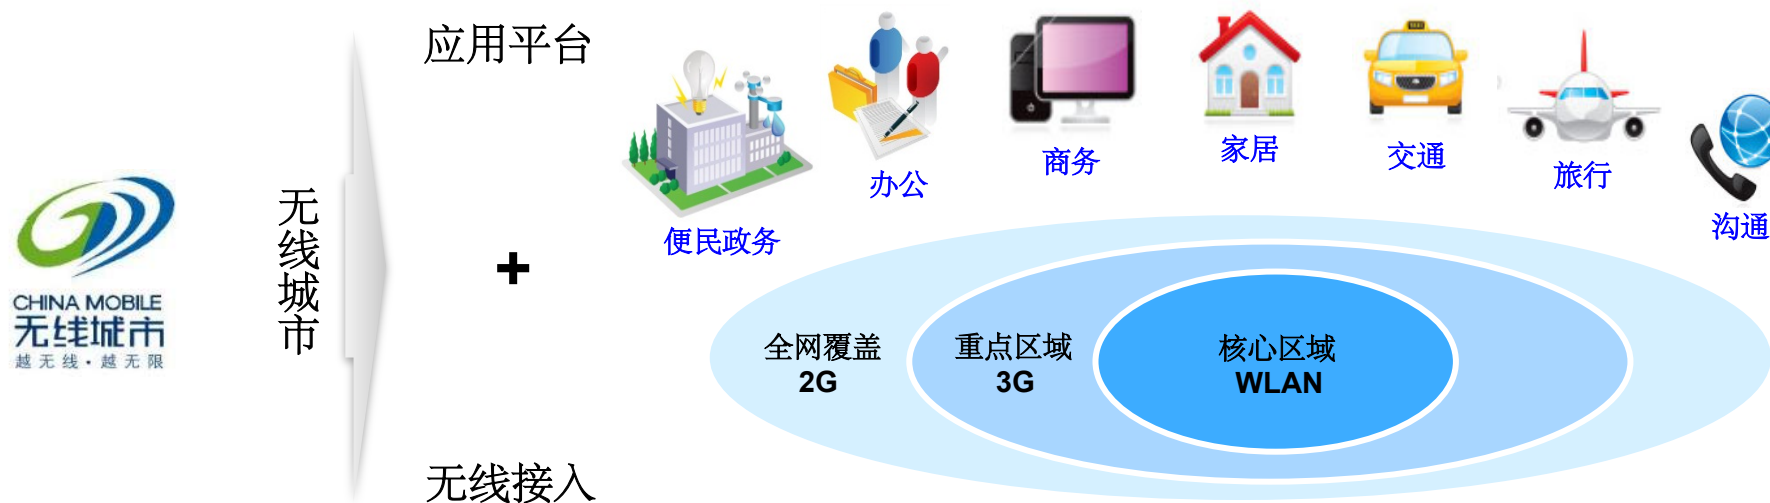 CHINA MOBILE
无线城市
越无线·越无限
无线城市
应用平台
+
无线接入
便民政务
办公
商务
家居
交通
旅行
沟通
全网覆盖
2G
重点区域
3G
核心区域
WLAN